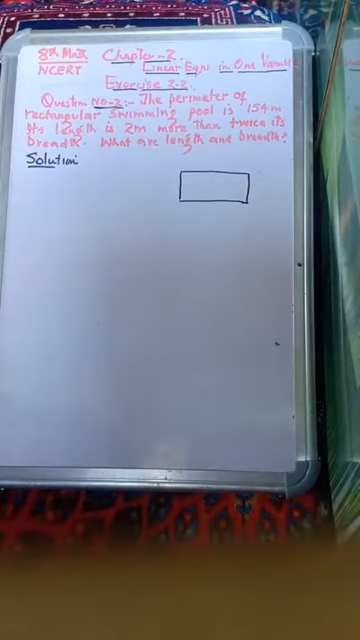 8th Math Chapter-2
NCERT Linear Eqns in One Variable
Exercise 2.2
Question No-2:- The perimeter of
rectangular swimming pool is 154m
Its length is 2m more than twice its
breadth. What are length and breadth?
Solution